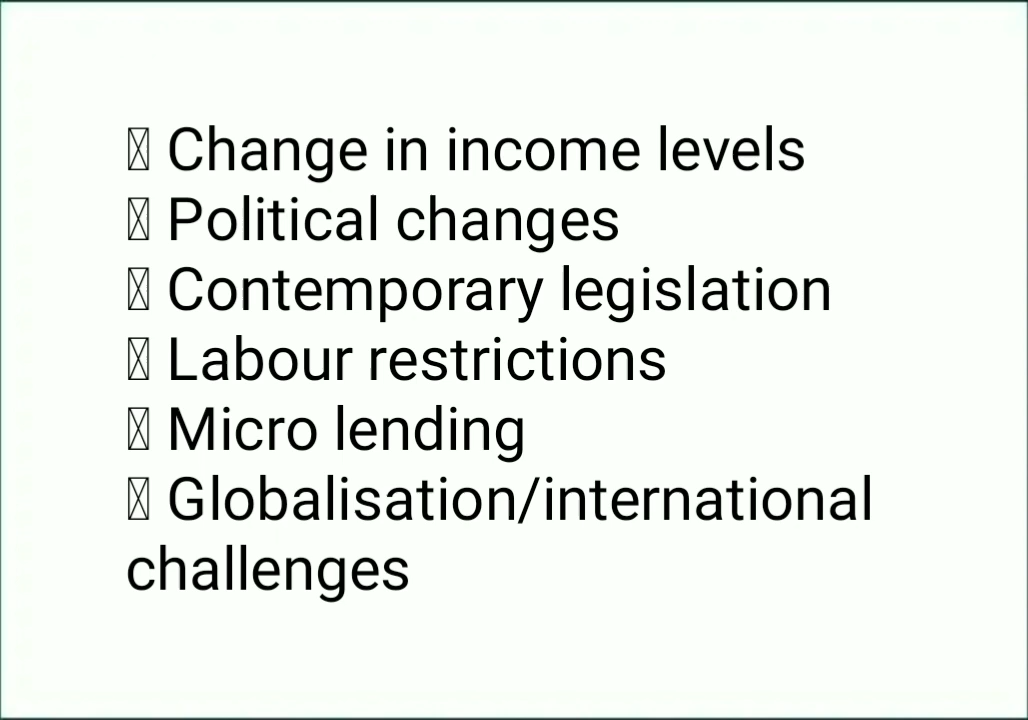 Change in income levels
 Political changes
 Contemporary legislation
 Labour restrictions
 Micro lending
 Globalisation/international
challenges